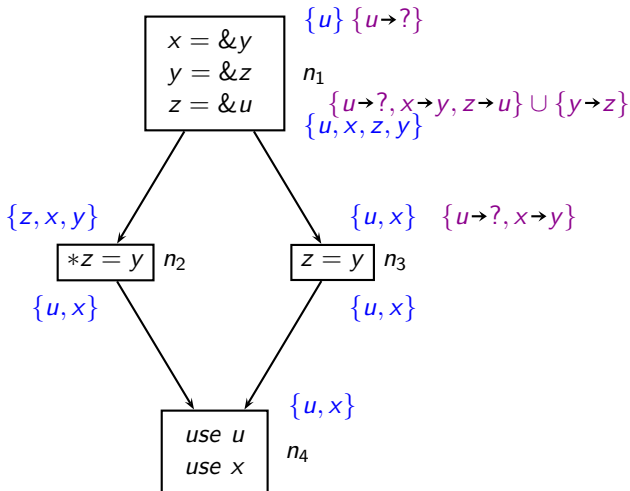 {u} {u→?}
x = &y
y = &z
z = &u
n1
{u→?, x→y, z→u} ∪ {y→z}
{u, x, z, y}
{z, x, y}
{u, x} {u→?, x→y}
*z = y n2
z = y n3
{u, x}
{u, x}
{u, x}
use u
use x
n4